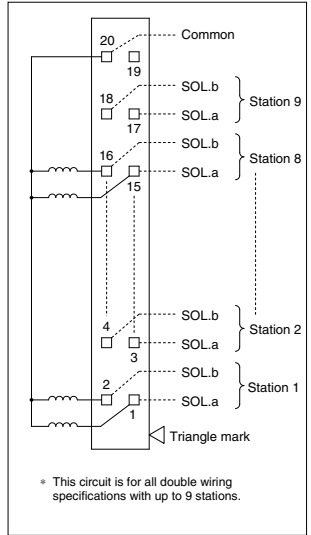 20 Common
19
18 SOL.b
17 SOL.a Station 9
16 SOL.b
15 SOL.a Station 8
4 SOL.b
3 SOL.a Station 2
2 SOL.b
1 SOL.a Station 1
Triangle mark
* This circuit is for all double wiring
specifications with up to 9 stations.